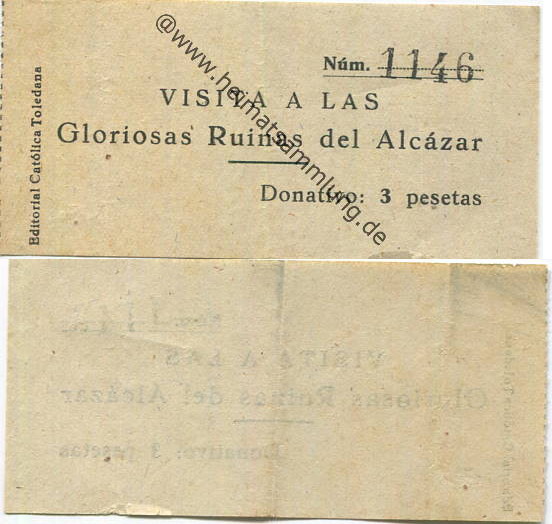 Núm. 1146
VISITA A LAS
Gloriosas Ruinas del Alcázar
Donativo: 3 pesetas
Editorial Católica Toledana
@www.heimatsammlung.de